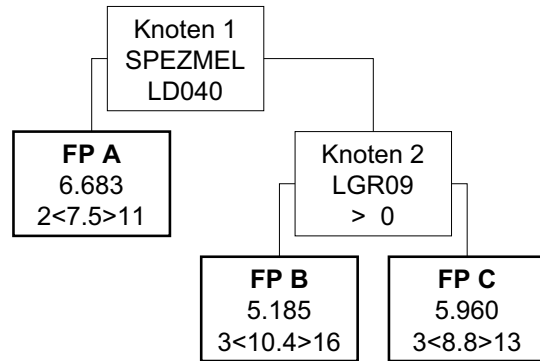 Knoten 1
SPEZMEL
LD040
FP A
6.683
2<7.5>11
Knoten 2
LGR09
> 0
FP B
5.185
3<10.4>16
FP C
5.960
3<8.8>13